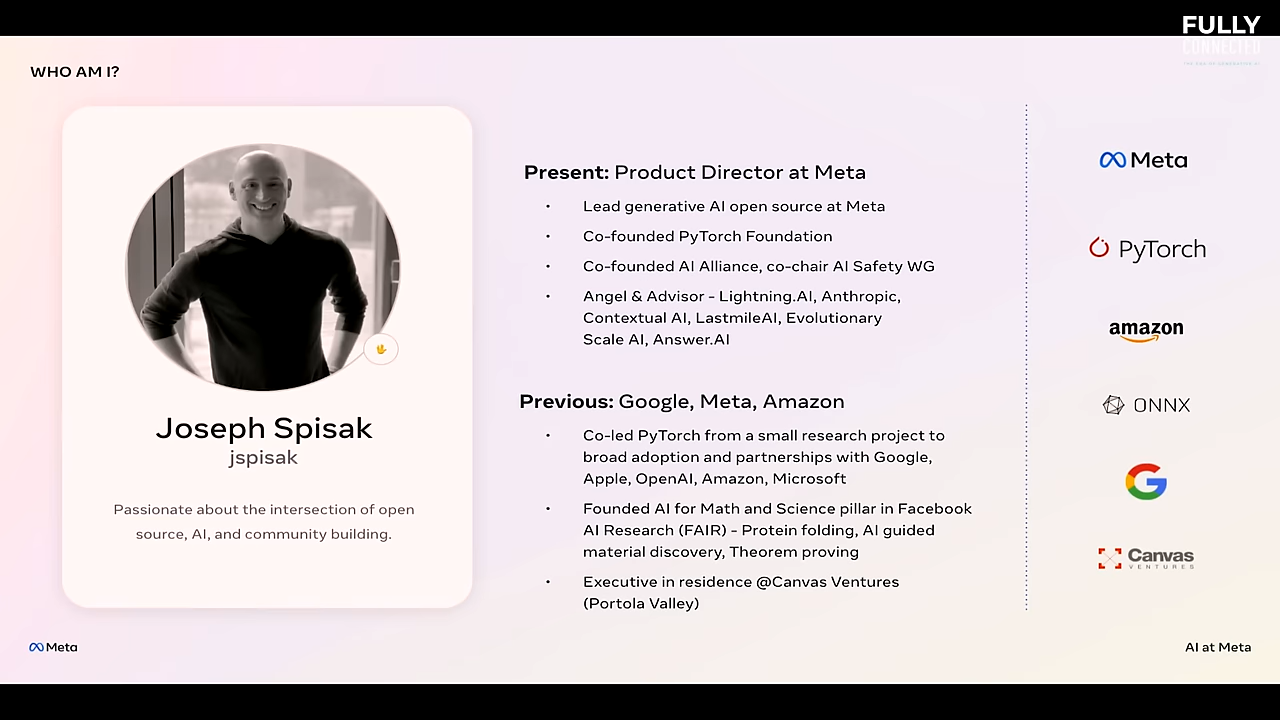 FULLY
CONNECTED
WHO AM I?
Joseph Spisak
jspisak
Passionate about the intersection of open
source, AI, and community building.
Present: Product Director at Meta
• Lead generative AI open source at Meta
• Co-founded PyTorch Foundation
• Co-founded AI Alliance, co-chair AI Safety WG
• Angel & Advisor - Lightning.AI, Anthropic,
Contextual AI, LastmileAI, Evolutionary
Scale AI, Answer.AI
Previous: Google, Meta, Amazon
• Co-led PyTorch from a small research project to
broad adoption and partnerships with Google,
Apple, OpenAI, Amazon, Microsoft
• Founded AI for Math and Science pillar in Facebook
AI Research (FAIR) - Protein folding, AI guided
material discovery, Theorem proving
• Executive in residence @Canvas Ventures
(Portola Valley)
Meta
PyTorch
amazon
ONNX
G
Canvas
VENTURES
Meta
AI at Meta